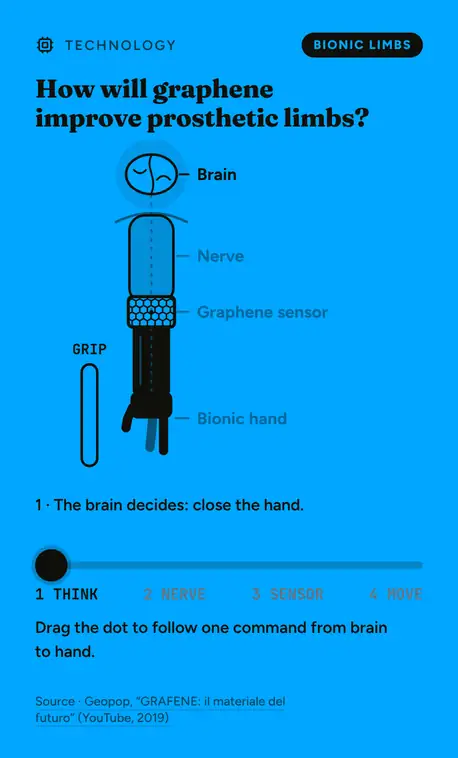 TECHNOLOGY
BIONIC LIMBS
How will graphene
improve prosthetic limbs?
Brain
Nerve
Graphene sensor
GRIP
Bionic hand
1 · The brain decides: close the hand.
1 THINK
2 NERVE
3 SENSOR
4 MOVE
Drag the dot to follow one command from brain
to hand.
Source · Geopop, "GRAFENE: il materiale del
futuro" (YouTube, 2019)